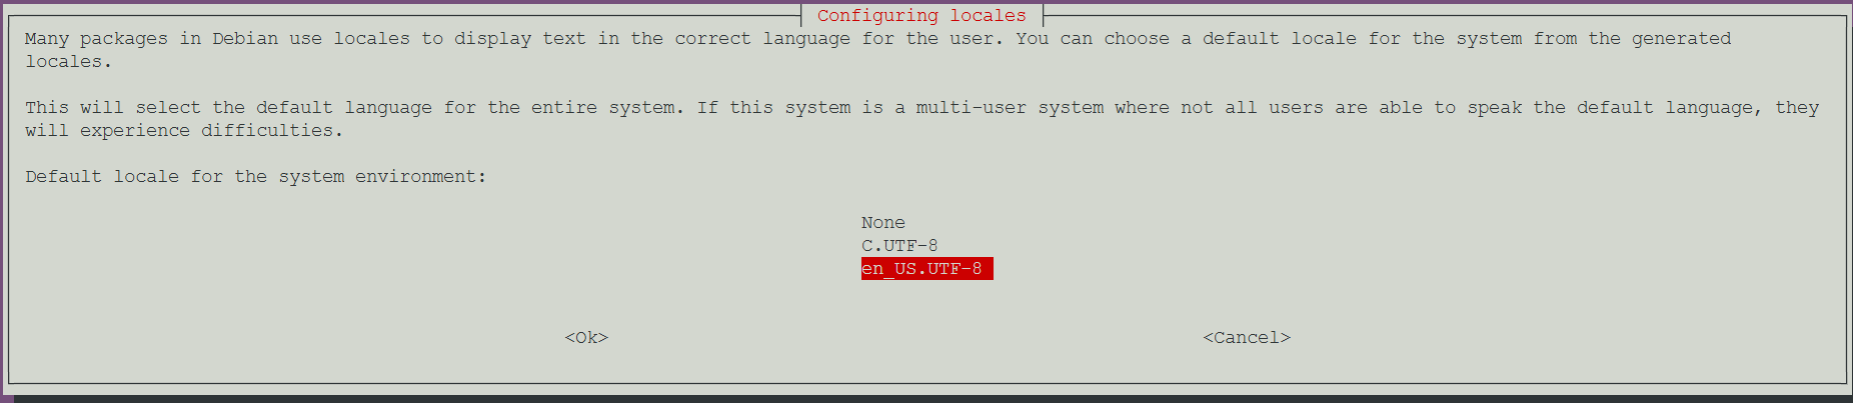 Configuring locales
Many packages in Debian use locales to display text in the correct language for the user. You can choose a default locale for the system from the generated
locales.
This will select the default language for the entire system. If this system is a multi-user system where not all users are able to speak the default language, they
will experience difficulties.
Default locale for the system environment:
None
C.UTF-8
en_US.UTF-8
<Ok> <Cancel>